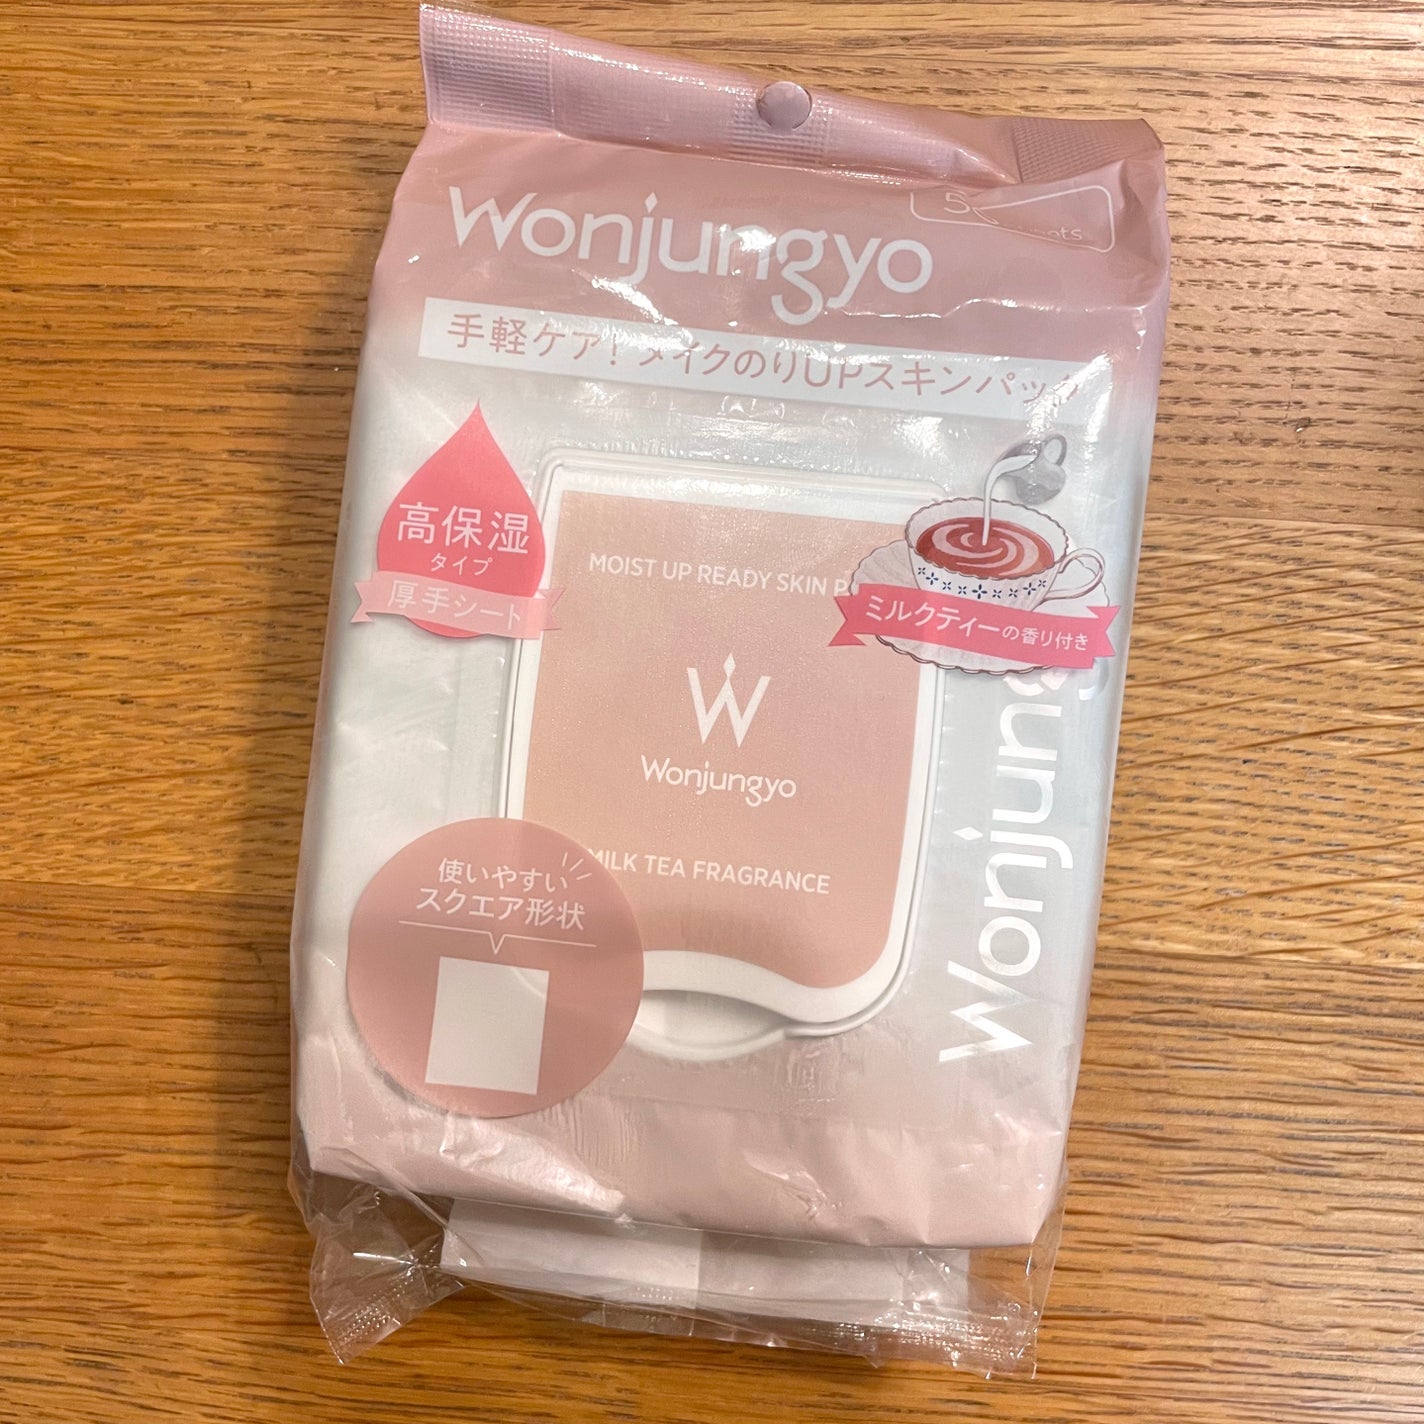 Wonjungyo
手軽ケア!メイクのりUPスキンパック
高保湿
タイプ
厚手シート
MOIST UP READY SKIN P
ミルクティーの香り付き
W
Wonjungyo
MILK TEA FRAGRANCE
使いやすい
スクエア形状